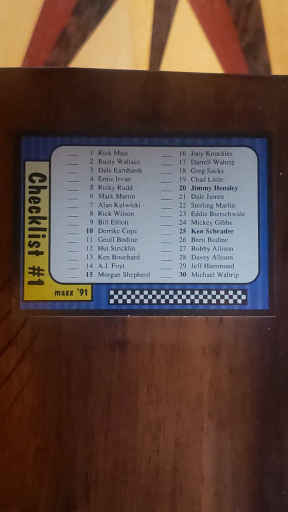 Checklist #1
MAXX '91
1 Rick Mast
2 Rusty Wallace
3 Dale Earnhardt
4 Ernie Irvan
5 Ricky Rudd
6 Mark Martin
7 Alan Kulwicki
8 Rick Wilson
9 Bill Elliott
10 Derrike Cope
11 Geoff Bodine
12 Hut Stricklin
13 Ken Bouchard
14 A.J. Foyt
15 Morgan Shepherd
16 Jody
17 Darrell Waltrip
18 Greg Sacks
19 Chad Little
20 Jimmy Hensley
21 Dale Jarrett
22 Sterling Marlin
23 Eddie Bierschwale
24 Mickey Gibbs
25 Ken Schrader
26 Brett Bodine
27 Bobby Allison
28 Davey Allison
29 Jeff Hammond
30 Michael Waltrip